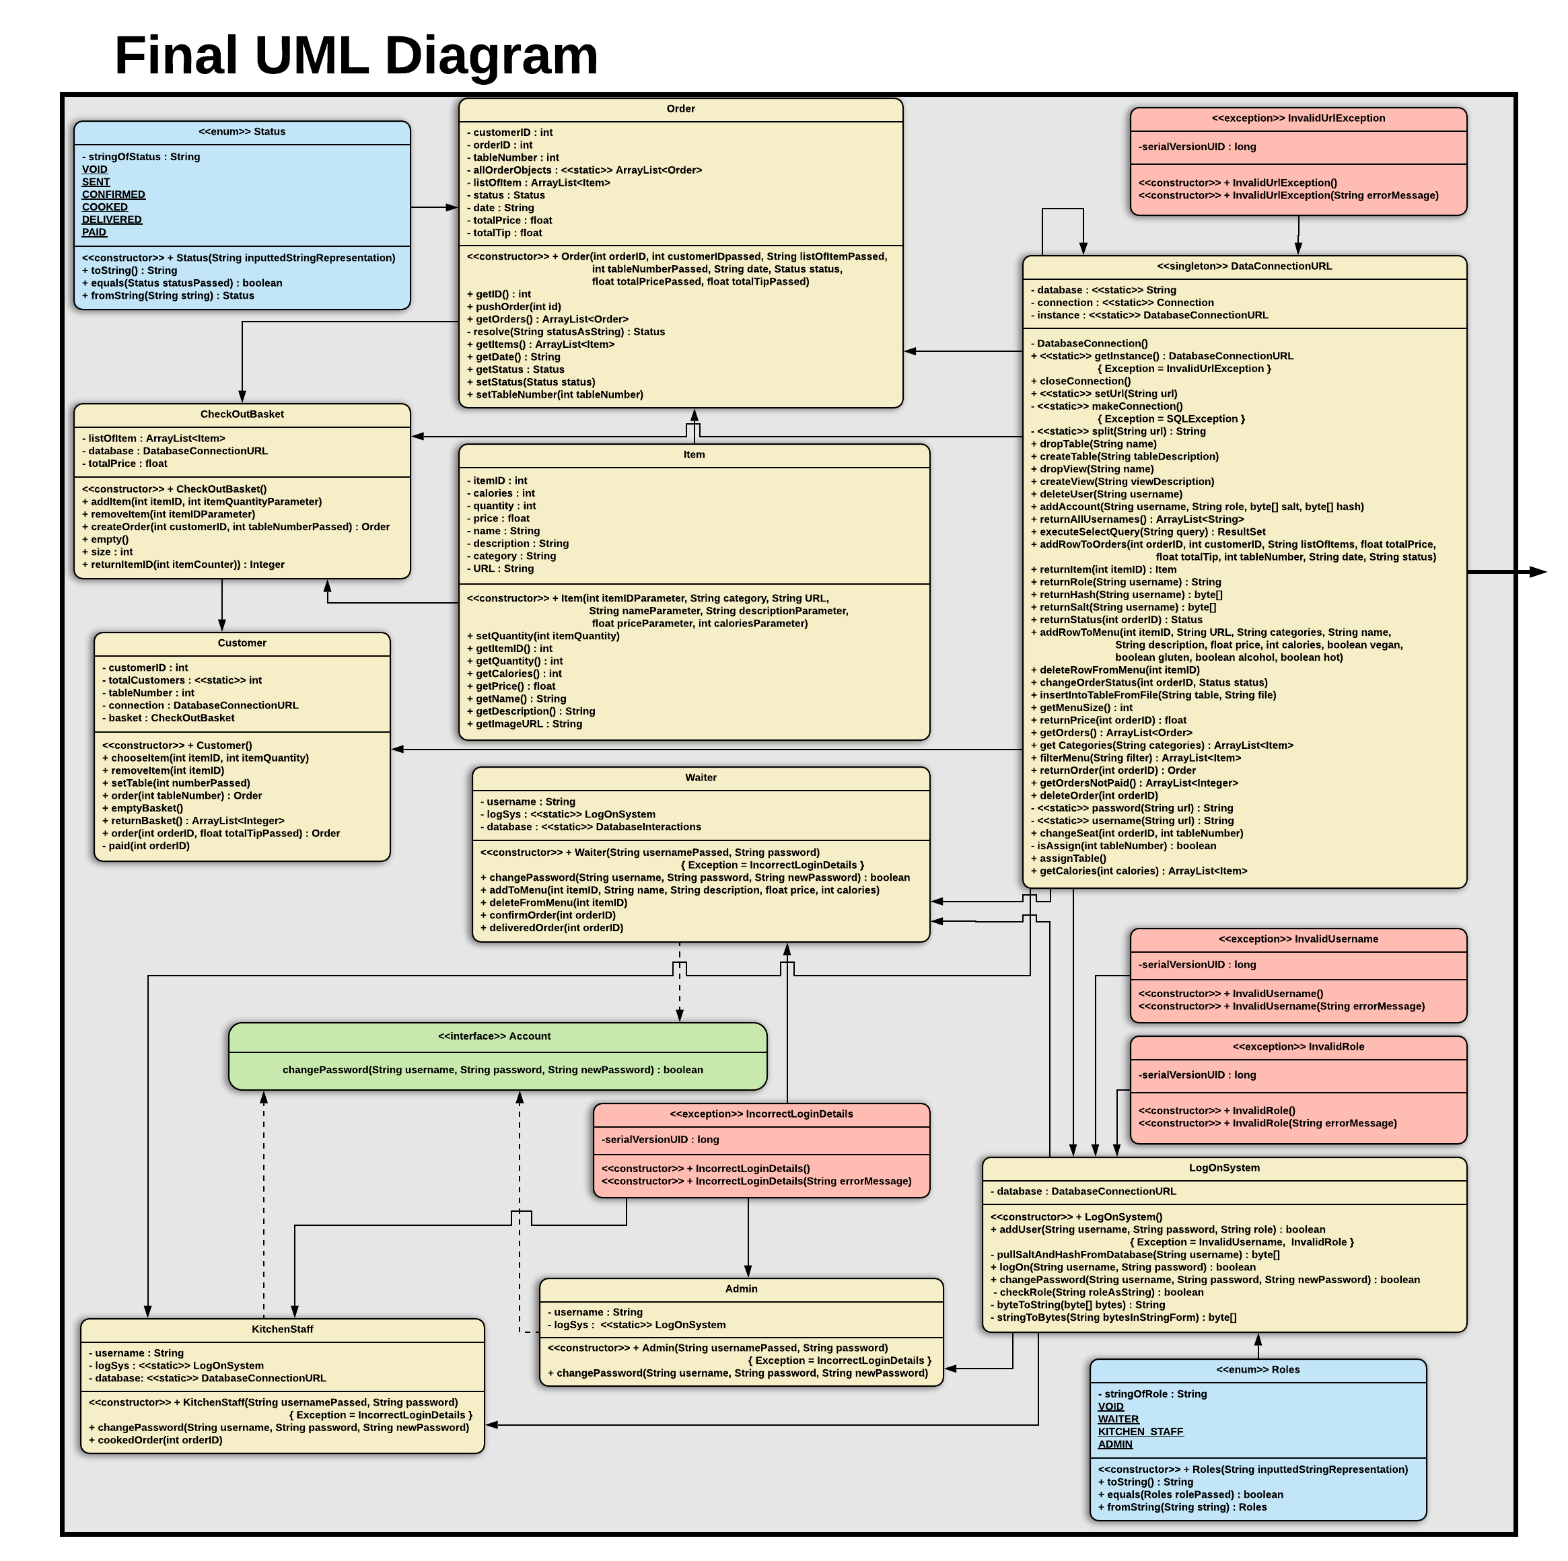 Final UML Diagram
<<enum>> Status
- stringOfStatus : String
VOID
SENT
CONFIRMED
COOKED
DELIVERED
PAID
<<constructor>> + Status(String inputtedStringRepresentation)
+ toString() : String
+ equals(Status statusPassed) : boolean
+ fromString(String string) : Status
Order
- customerID : int
- orderID : int
- tableNumber : int
- allOrderObjects : <<static>> ArrayList<Order>
- listOfItem : ArrayList<Item>
- status : Status
- date : String
- totalPrice : float
- totalTip : float
<<constructor>> + Order(int orderID, int customerIDpassed, String listOfItemPassed,
int tableNumberPassed, String date, Status status,
float totalPricePassed, float totalTipPassed)
+ getID() : int
+ pushOrder(int id)
+ getOrders() : ArrayList<Order>
- resolve(String statusAsString) : Status
+ getItems() : ArrayList<Item>
+ getDate() : String
+ getStatus : Status
+ setStatus(Status status)
+ setTableNumber(int tableNumber)
<<exception>> InvalidUrlException
-serialVersionUID : long
<<constructor>> + InvalidUrlException()
<<constructor>> + InvalidUrlException(String errorMessage)
<<singleton>> DataConnectionURL
- database : <<static>> String
- connection : <<static>> Connection
- instance : <<static>> DatabaseConnectionURL
- DatabaseConnection()
+ <<static>> getInstance() : DatabaseConnectionURL
{ Exception = InvalidUrlException }
+ closeConnection()
+ <<static>> setUrl(String url)
- <<static>> makeConnection()
{ Exception = SQLException }
- <<static>> split(String url) : String
+ dropTable(String name)
+ createTable(String tableDescription)
+ dropView(String name)
+ createView(String viewDescription)
+ deleteUser(String username)
+ addAccount(String username, String role, byte[] salt, byte[] hash)
+ returnAllUsernames() : ArrayList<String>
+ executeSelectQuery(String query) : ResultSet
+ addRowToOrders(int orderID, int customerID, String listOfItems, float totalPrice,
float totalTip, int tableNumber, String date, String status)
+ returnItem(int itemID) : Item
+ returnRole(String username) : String
+ returnHash(String username) : byte[]
+ returnSalt(String username) : byte[]
+ returnStatus(int orderID) : Status
+ addRowToMenu(int itemID, String URL, String categories, String name,
String description, float price, int calories, boolean vegan,
boolean gluten, boolean alcohol, boolean hot)
+ deleteRowFromMenu(int itemID)
+ changeOrderStatus(int orderID, Status status)
+ insertIntoTableFromFile(String table, String file)
+ getMenuSize() : int
+ returnPrice(int orderID) : float
+ getOrders() : ArrayList<Order>
+ get Categories(String categories) : ArrayList<Item>
+ filterMenu(String filter) : ArrayList<Item>
+ returnOrder(int orderID) : Order
+ getOrdersNotPaid() : ArrayList<Integer>
+ deleteOrder(int orderID)
- <<static>> password(String url) : String
- <<static>> username(String url) : String
+ changeSeat(int orderID, int tableNumber)
- isAssign(int tableNumber) : boolean
+ assignTable()
+ getCalories(int calories) : ArrayList<Item>
CheckOutBasket
- listOfItem : ArrayList<Item>
- database : DatabaseConnectionURL
- totalPrice : float
<<constructor>> + CheckOutBasket()
+ addItem(int itemID, int itemQuantityParameter)
+ removeItem(int itemIDParameter)
+ createOrder(int customerID, int tableNumberPassed) : Order
+ empty()
+ size : int
+ returnItemID(int itemCounter)) : Integer
Item
- itemID : int
- calories : int
- quantity : int
- price : float
- name : String
- description : String
- category : String
- URL : String
<<constructor>> + Item(int itemIDParameter, String category, String URL,
String nameParameter, String descriptionParameter,
float priceParameter, int caloriesParameter)
+ setQuantity(int itemQuantity)
+ getItemID() : int
+ getQuantity() : int
+ getCalories() : int
+ getPrice() : float
+ getName() : String
+ getDescription() : String
+ getImageURL : String
Customer
- customerID : int
- totalCustomers : <<static>> int
- tableNumber : int
- connection : DatabaseConnectionURL
- basket : CheckOutBasket
<<constructor>> + Customer()
+ chooseItem(int itemID, int itemQuantity)
+ removeItem(int itemID)
+ setTable(int numberPassed)
+ order(int tableNumber) : Order
+ emptyBasket()
+ returnBasket() : ArrayList<Integer>
+ order(int orderID, float totalTipPassed) : Order
- paid(int orderID)
Waiter
- username : String
- logSys : <<static>> LogOnSystem
- database : <<static>> DatabaseInteractions
<<constructor>> + Waiter(String usernamePassed, String password)
{ Exception = IncorrectLoginDetails }
+ changePassword(String username, String password, String newPassword) : boolean
+ addToMenu(int itemID, String name, String description, float price, int calories)
+ deleteFromMenu(int itemID)
+ confirmOrder(int orderID)
+ deliveredOrder(int orderID)
<<exception>> InvalidUsername
-serialVersionUID : long
<<constructor>> + InvalidUsername()
<<constructor>> + InvalidUsername(String errorMessage)
<<interface>> Account
changePassword(String username, String password, String newPassword) : boolean
<<exception>> InvalidRole
-serialVersionUID : long
<<constructor>> + InvalidRole()
<<constructor>> + InvalidRole(String errorMessage)
<<exception>> IncorrectLoginDetails
-serialVersionUID : long
<<constructor>> + IncorrectLoginDetails()
<<constructor>> + IncorrectLoginDetails(String errorMessage)
LogOnSystem
- database : DatabaseConnectionURL
<<constructor>> + LogOnSystem()
+ addUser(String username, String password, String role) : boolean
{ Exception = InvalidUsername, InvalidRole }
- pullSaltAndHashFromDatabase(String username) : byte[]
+ logOn(String username, String password) : boolean
+ changePassword(String username, String password, String newPassword) : boolean
- checkRole(String roleAsString) : boolean
- byteToString(byte[] bytes) : String
- stringToBytes(String bytesInStringForm) : byte[]
Admin
- username : String
- logSys : <<static>> LogOnSystem
<<constructor>> + Admin(String usernamePassed, String password)
{ Exception = IncorrectLoginDetails }
+ changePassword(String username, String password, String newPassword)
KitchenStaff
- username : String
- logSys : <<static>> LogOnSystem
- database: <<static>> DatabaseConnectionURL
<<constructor>> + KitchenStaff(String usernamePassed, String password)
{ Exception = IncorrectLoginDetails }
+ changePassword(String username, String password, String newPassword)
+ cookedOrder(int orderID)
<<enum>> Roles
- stringOfRole : String
VOID
WAITER
KITCHEN_STAFF
ADMIN
<<constructor>> + Roles(String inputtedStringRepresentation)
+ toString() : String
+ equals(Roles rolePassed) : boolean
+ fromString(String string) : Roles